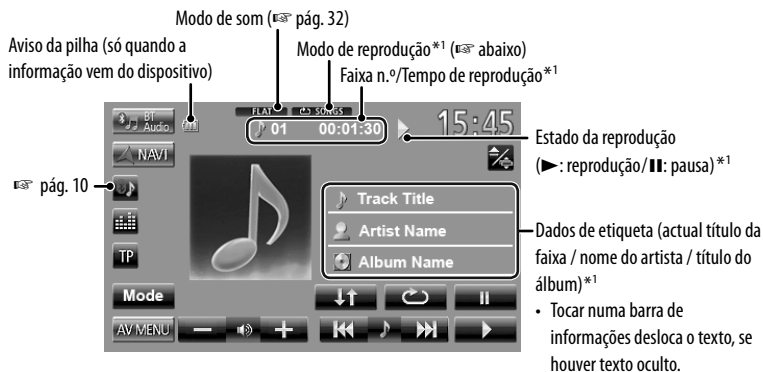 Modo de som (☞ pág. 32)
Aviso da pilha (só quando a
informação vem do dispositivo)
Modo de reprodução*1 (☞ abaixo)
Faixa n.º/Tempo de reprodução*1
BT
Audio
FLAT
SONGS
01 00:01:30
15:45
NAVI
Estado da reprodução
(►: reprodução/⏸: pausa)*1
☞ pág. 10
Track Title
Artist Name
Album Name
TP
Dados de etiqueta (actual título da
faixa / nome do artista / título do
álbum)*1
• Tocar numa barra de
informações desloca o texto, se
houver texto oculto.
Mode
AV MENU